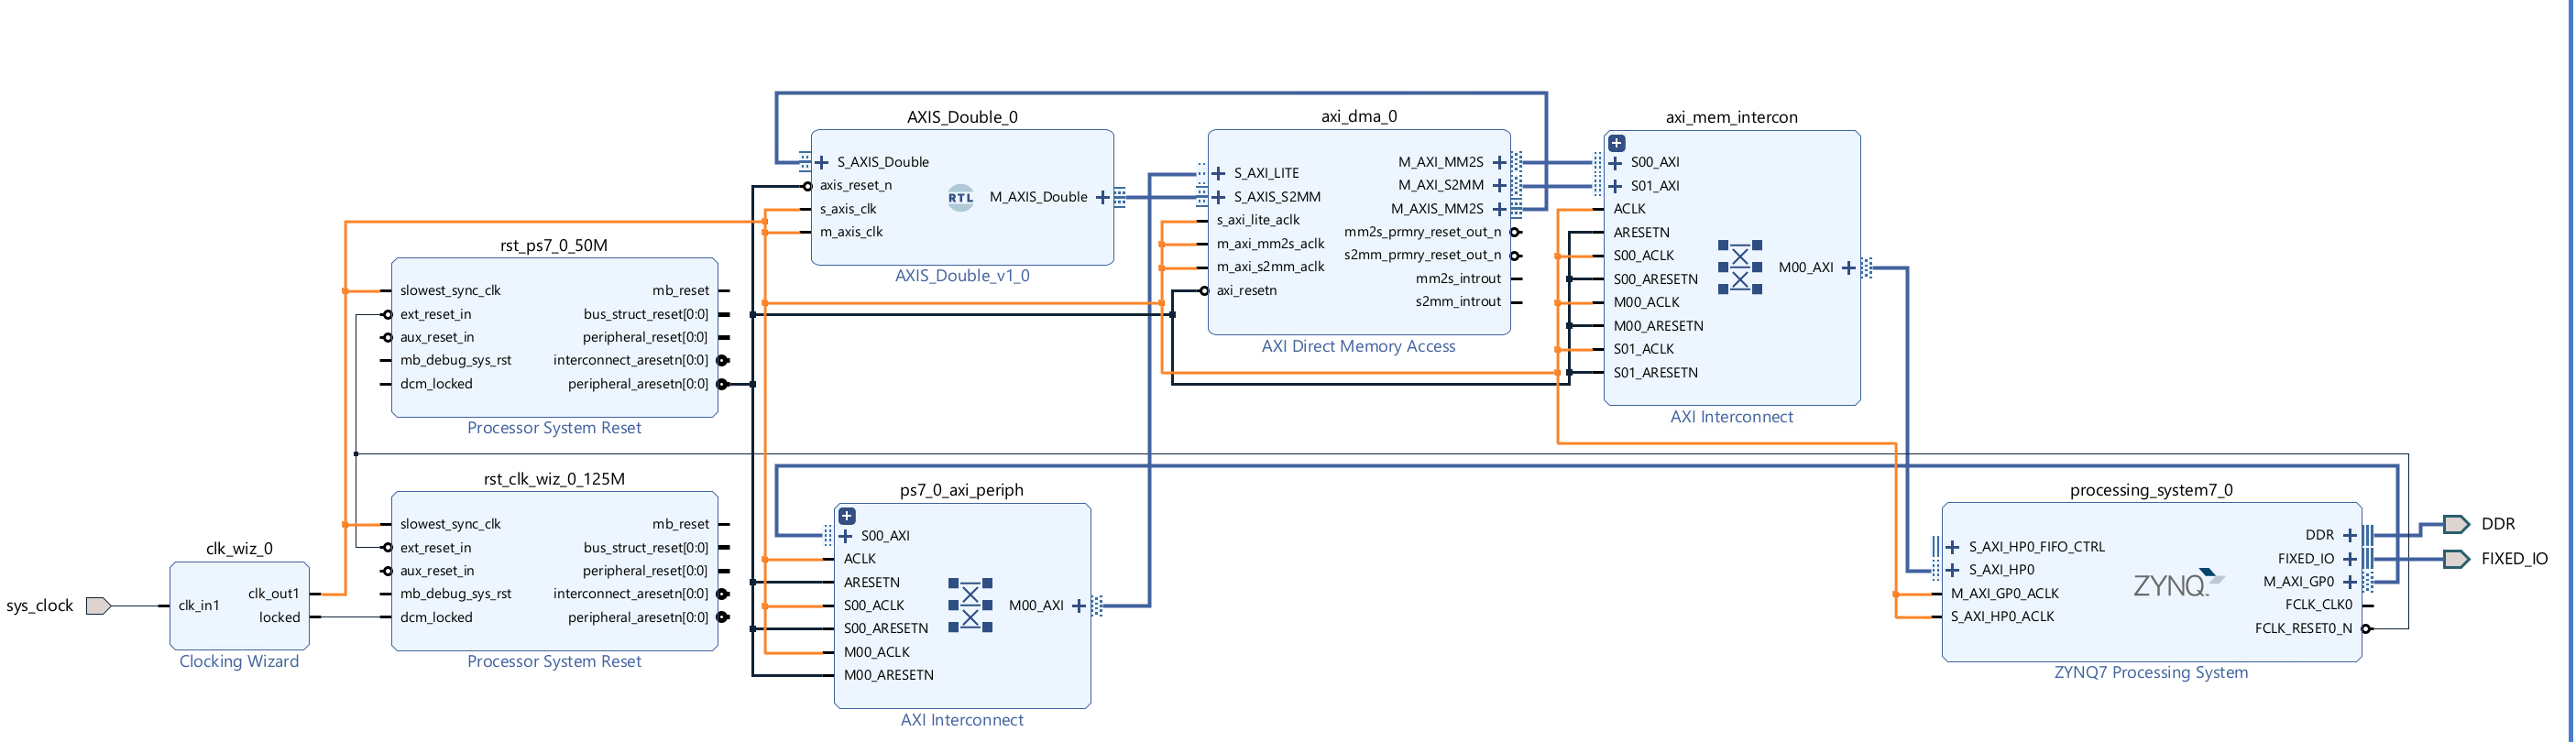 AXIS_Double_0
S_AXIS_Double
axis_reset_n
s_axis_clk
m_axis_clk
RTL
M_AXIS_Double
AXIS_Double_v1_0
axi_dma_0
S_AXI_LITE
S_AXIS_S2MM
s_axi_lite_aclk
m_axi_mm2s_aclk
m_axi_s2mm_aclk
axi_resetn
M_AXI_MM2S
M_AXI_S2MM
M_AXIS_MM2S
mm2s_prmry_reset_out_n
s2mm_prmry_reset_out_n
mm2s_introut
s2mm_introut
AXI Direct Memory Access
axi_mem_intercon
S00_AXI
S01_AXI
ACLK
ARESETN
S00_ACLK
S00_ARESETN
M00_ACLK
M00_ARESETN
S01_ACLK
S01_ARESETN
M00_AXI
AXI Interconnect
rst_ps7_0_50M
slowest_sync_clk
ext_reset_in
aux_reset_in
mb_debug_sys_rst
dcm_locked
mb_reset
bus_struct_reset[0:0]
peripheral_reset[0:0]
interconnect_aresetn[0:0]
peripheral_aresetn[0:0]
Processor System Reset
rst_clk_wiz_0_125M
slowest_sync_clk
ext_reset_in
aux_reset_in
mb_debug_sys_rst
dcm_locked
mb_reset
bus_struct_reset[0:0]
peripheral_reset[0:0]
interconnect_aresetn[0:0]
peripheral_aresetn[0:0]
Processor System Reset
sys_clock
clk_wiz_0
clk_in1
clk_out1
locked
Clocking Wizard
ps7_0_axi_periph
S00_AXI
ACLK
ARESETN
S00_ACLK
S00_ARESETN
M00_ACLK
M00_ARESETN
M00_AXI
AXI Interconnect
processing_system7_0
S_AXI_HP0_FIFO_CTRL
S_AXI_HP0
M_AXI_GP0_ACLK
S_AXI_HP0_ACLK
ZYNQ
DDR
FIXED_IO
M_AXI_GP0
FCLK_CLK0
FCLK_RESET0_N
ZYNQ7 Processing System
DDR
FIXED_IO